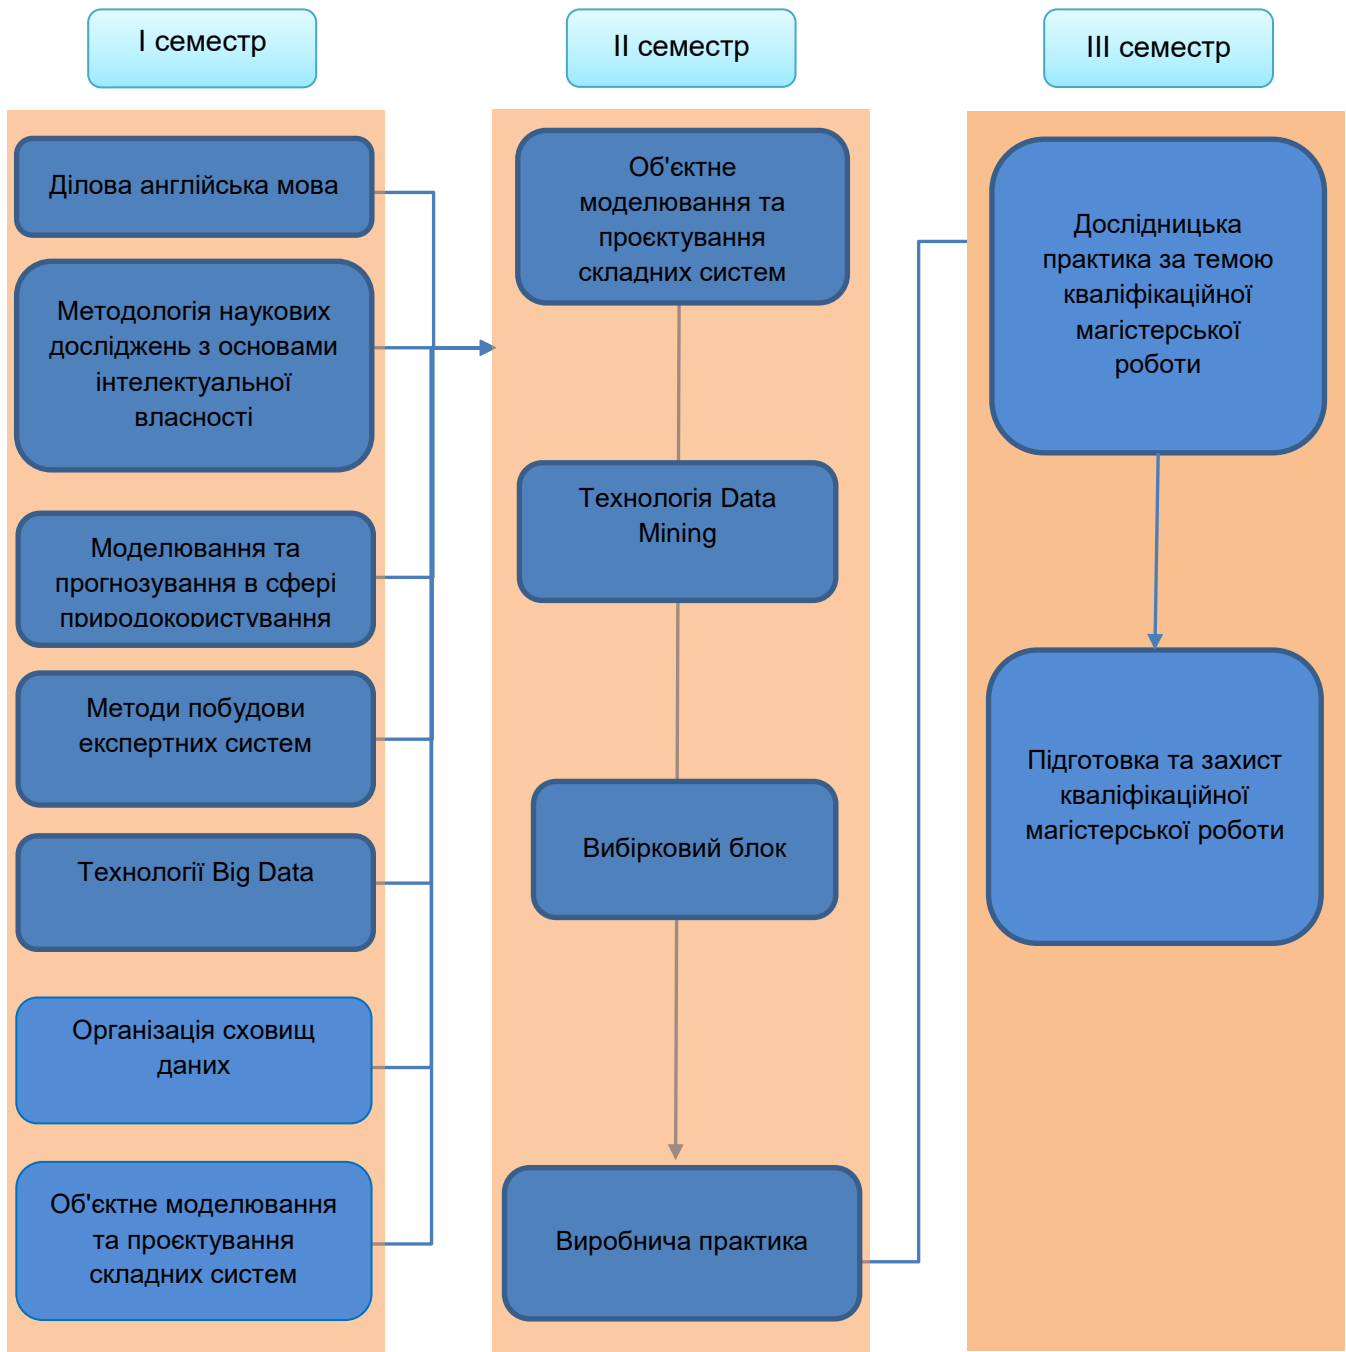 I семестр
II семестр
III семестр
Ділова англійська мова
Методологія наукових
досліджень з основами
інтелектуальної
власності
Моделювання та
прогнозування в сфері
природокористування
Методи побудови
експертних систем
Технології Big Data
Організація сховищ
даних
Об'єктне моделювання
та проєктування
складних систем
Об'єктне
моделювання та
проєктування
складних систем
Технологія Data
Mining
Вибірковий блок
Виробнича практика
Дослідницька
практика за темою
кваліфікаційної
магістерської
роботи
Підготовка та захист
кваліфікаційної
магістерської роботи